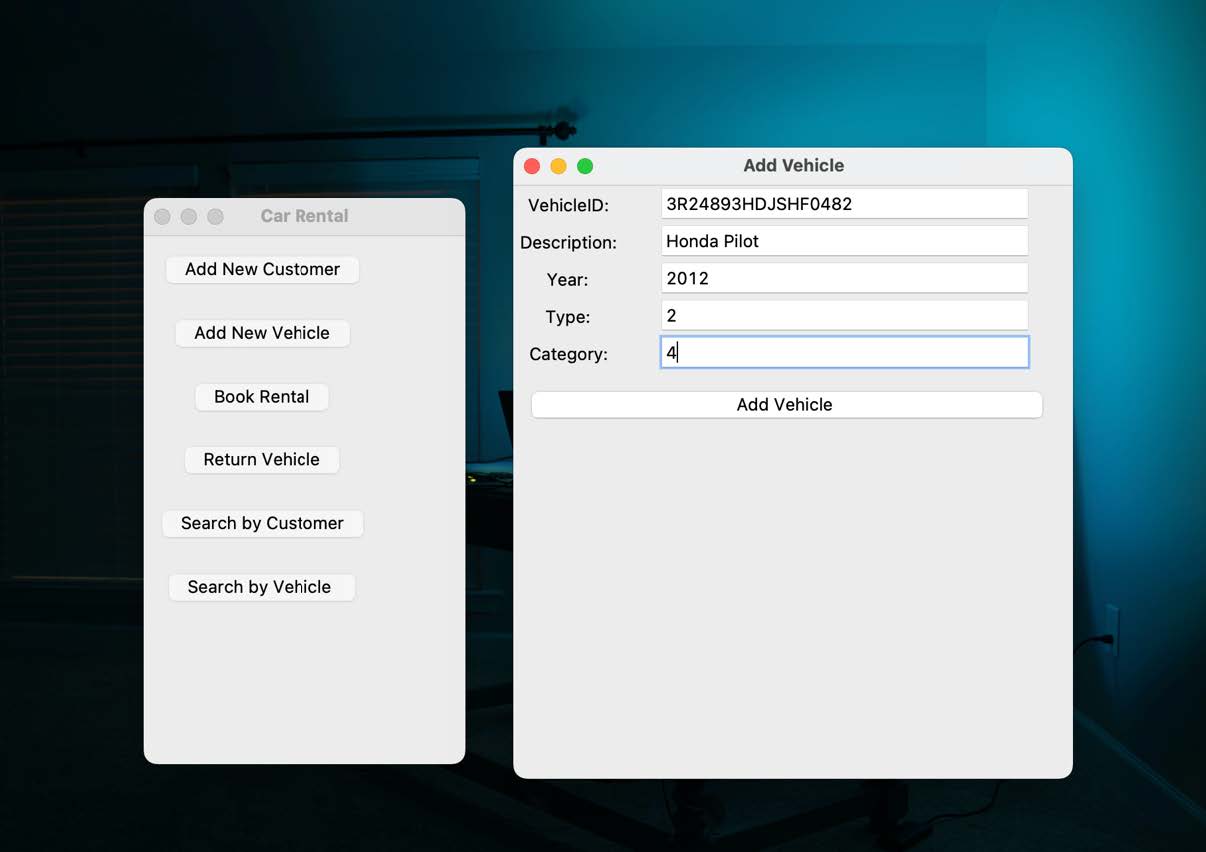 Car Rental
Add New Customer
Add New Vehicle
Book Rental
Return Vehicle
Search by Customer
Search by Vehicle
Add Vehicle
VehicleID: 3R24893HDJSHF0482
Description: Honda Pilot
Year: 2012
Type: 2
Category: 4
Add Vehicle